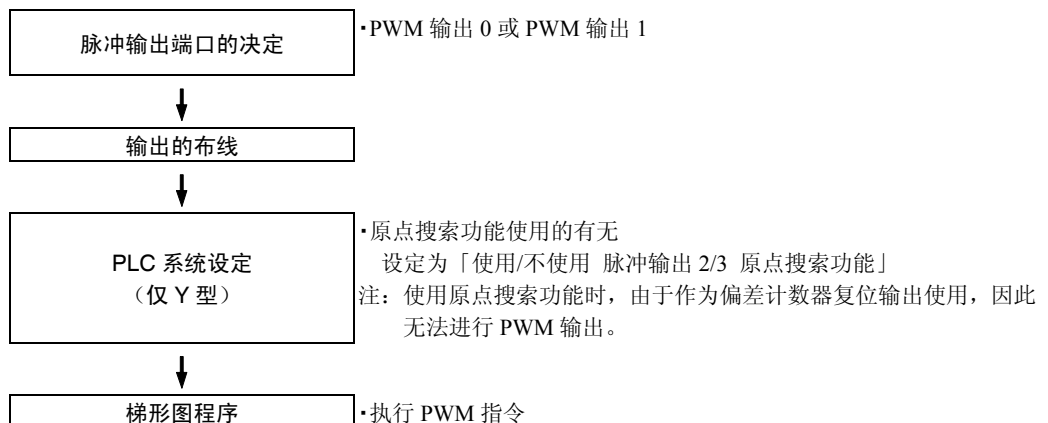 脉冲输出端口的决定
·PWM 输出 0 或 PWM 输出 1
输出的布线
PLC 系统设定
（仅 Y 型）
·原点搜索功能使用的有无
设定为「使用/不使用 脉冲输出 2/3 原点搜索功能」
注：使用原点搜索功能时，由于作为偏差计数器复位输出使用，因此
无法进行 PWM 输出。
梯形图程序
·执行 PWM 指令